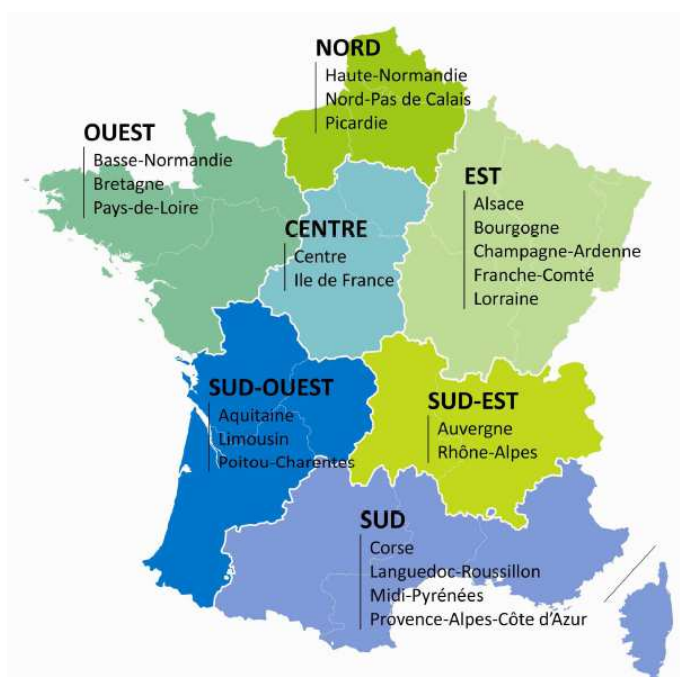 NORD
Haute-Normandie
Nord-Pas de Calais
Picardie
OUEST
Basse-Normandie
Bretagne
Pays-de-Loire
EST
Alsace
Bourgogne
Champagne-Ardenne
Franche-Comté
Lorraine
CENTRE
Centre
Ile de France
SUD-OUEST
Aquitaine
Limousin
Poitou-Charentes
SUD-EST
Auvergne
Rhône-Alpes
SUD
Corse
Languedoc-Roussillon
Midi-Pyrénées
Provence-Alpes-Côte d'Azur